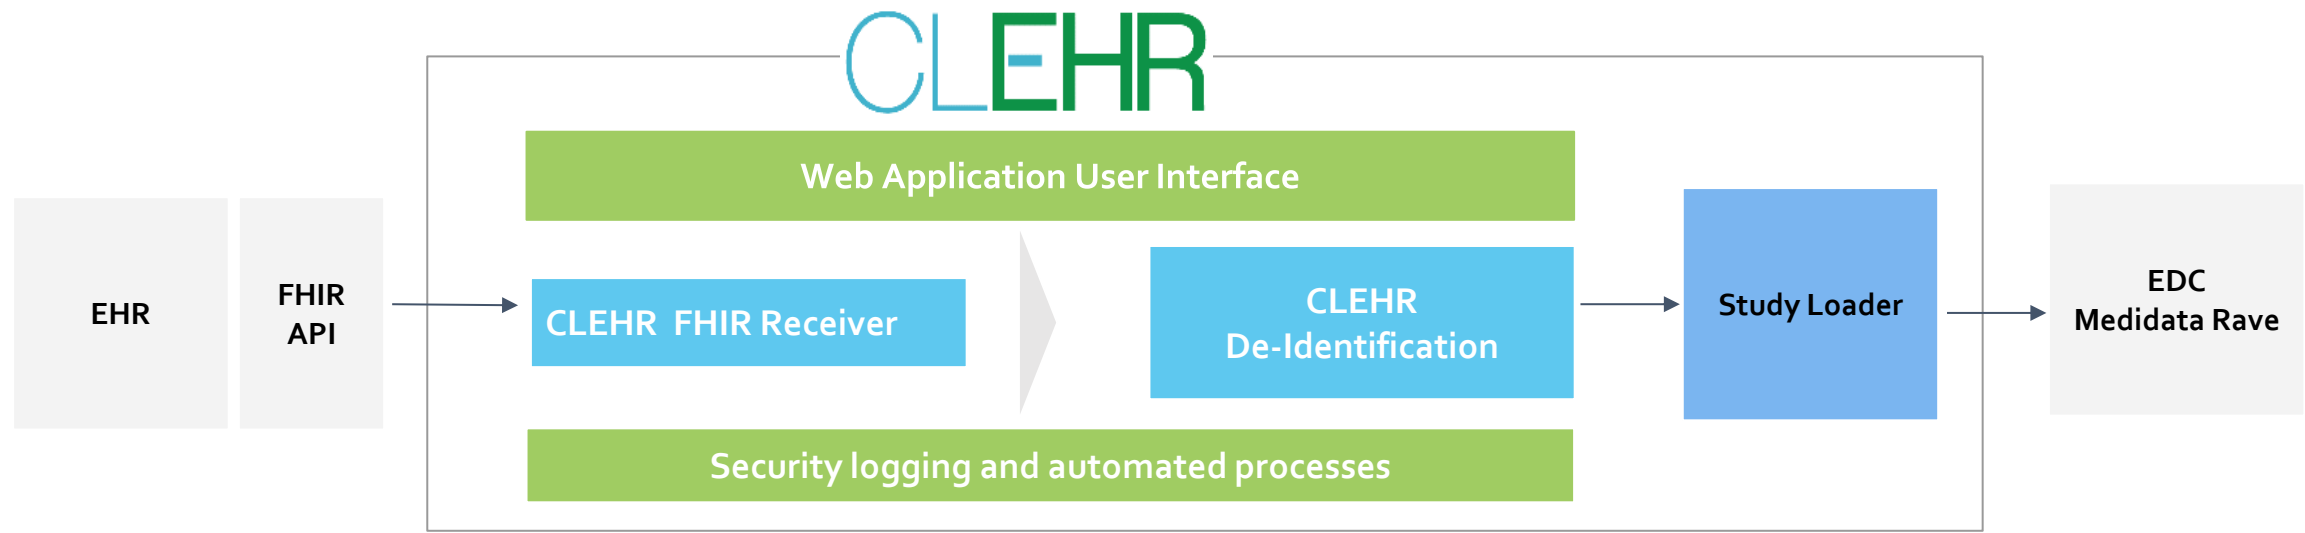 CLEHR
Web Application User Interface
EHR
FHIR
API
CLEHR FHIR Receiver
CLEHR
De-Identification
Study Loader
EDC
Medidata Rave
Security logging and automated processes